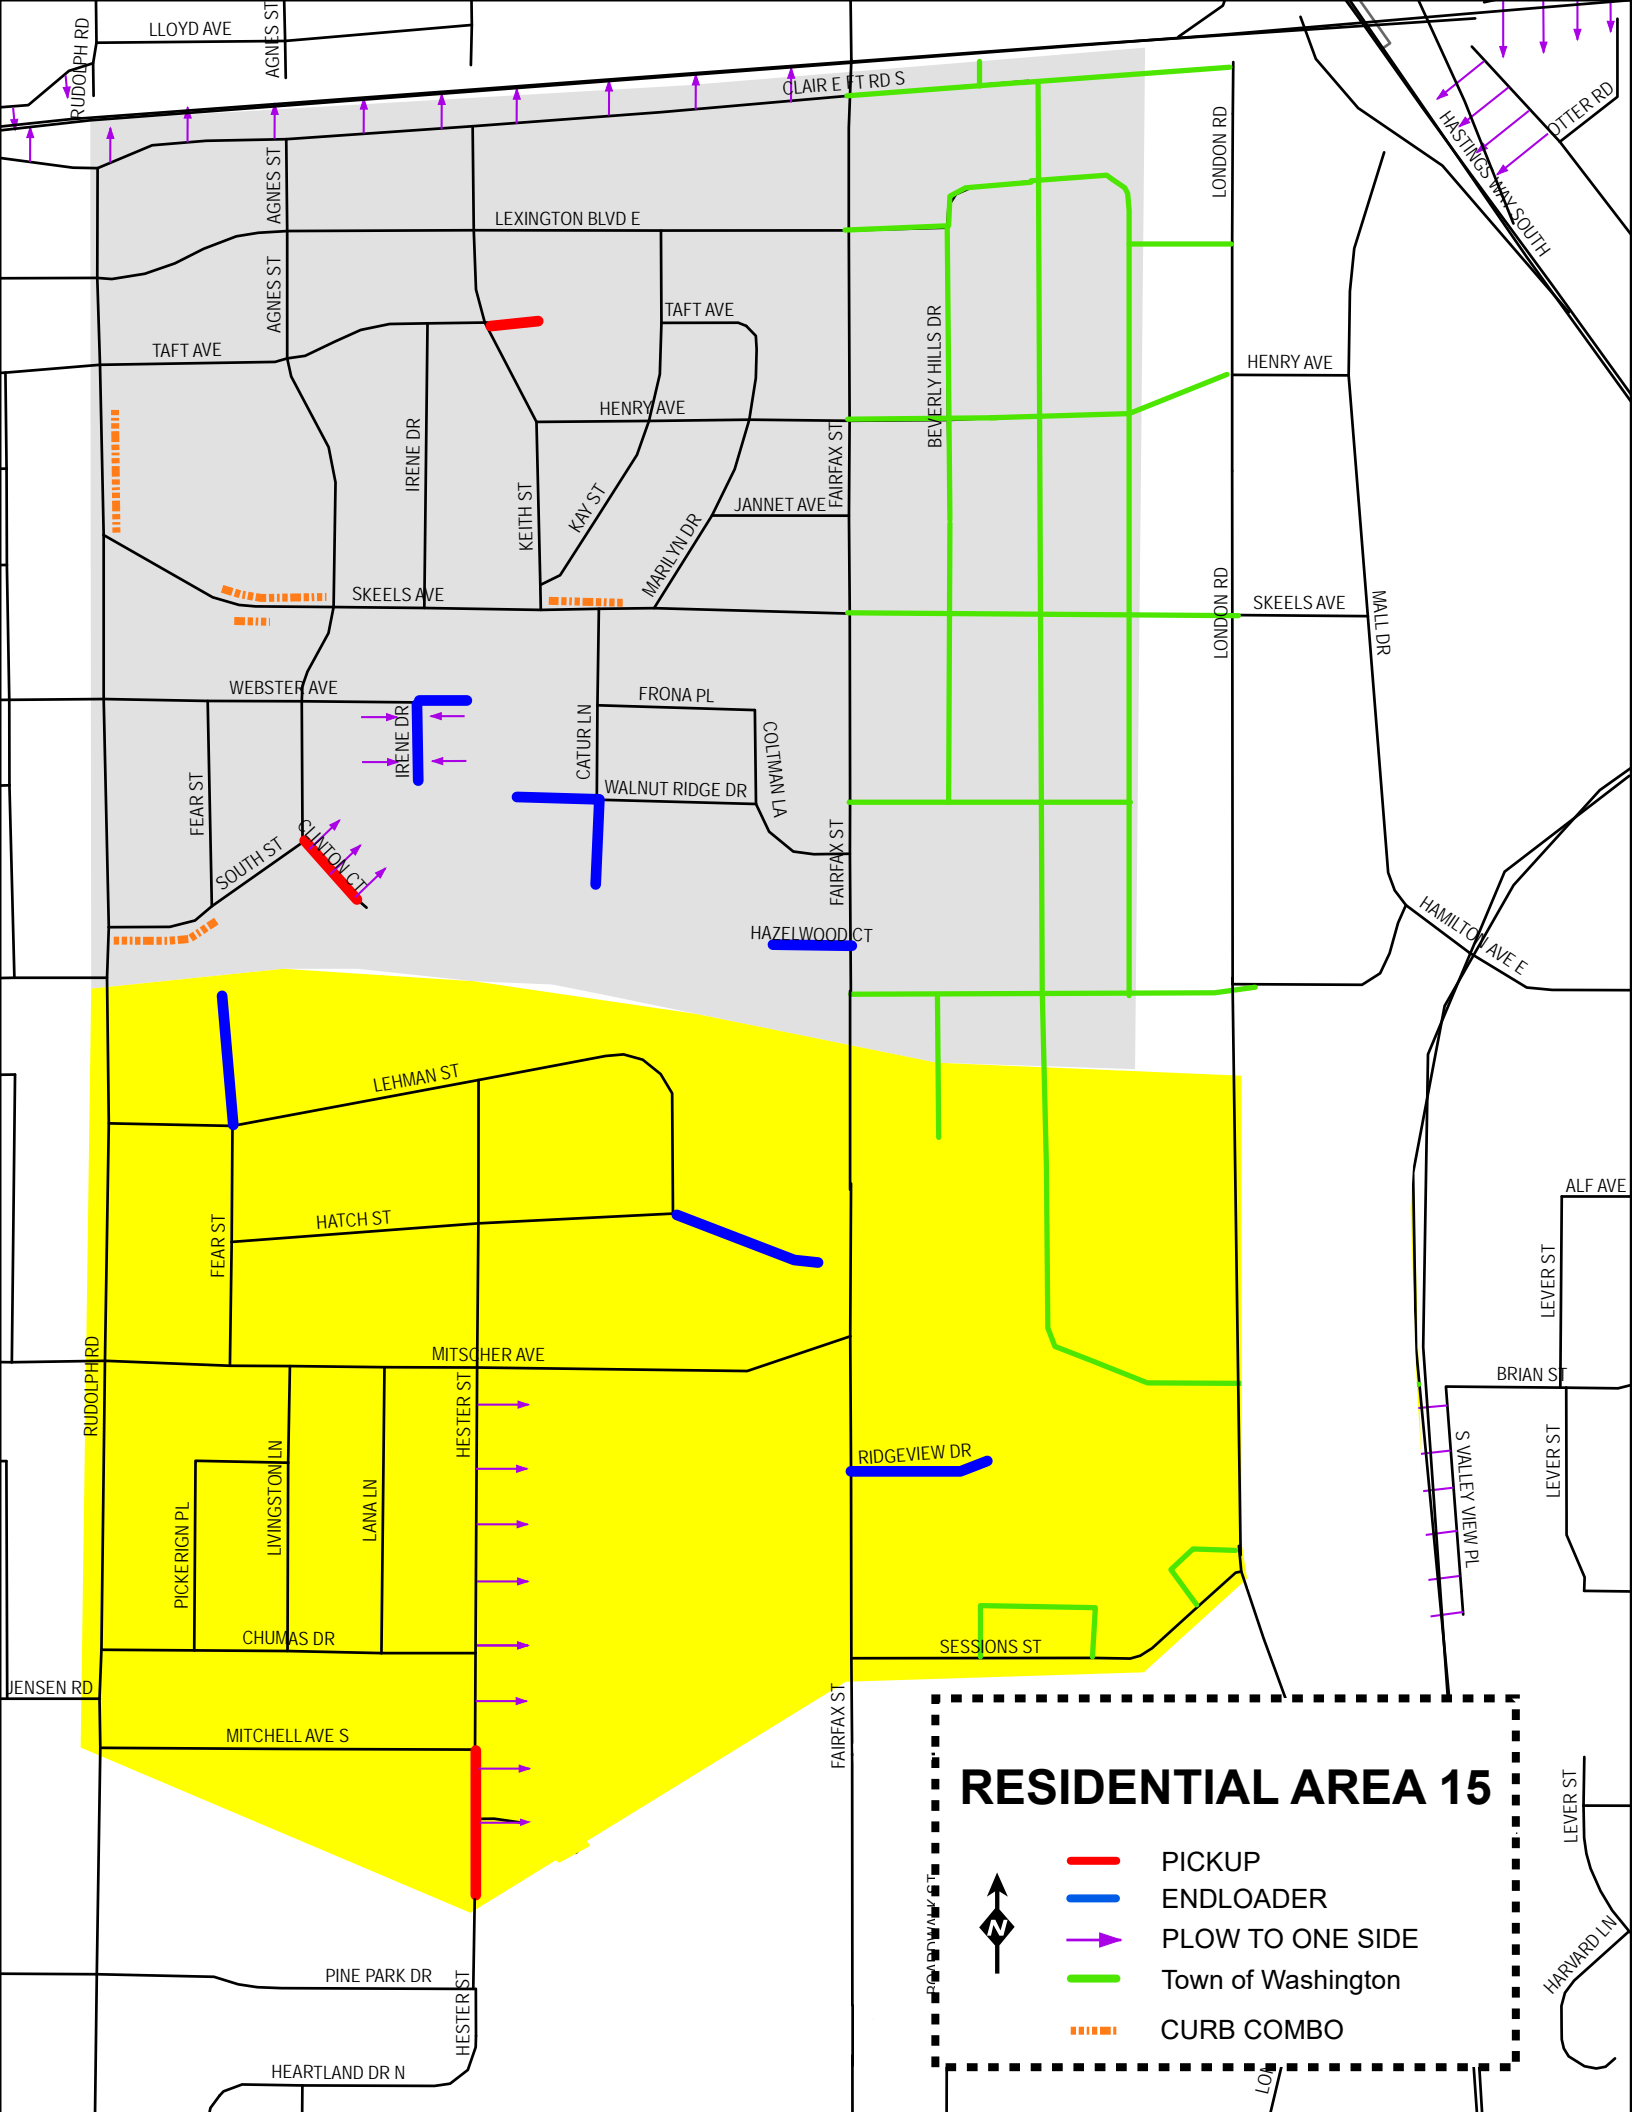 LLOYD AVE
AGNES ST
RUDOLPH RD
CLAIR E FT RD S
OTTER RD
HASTINGS WAY SOUTH
LONDON RD
AGNES ST
LEXINGTON BLVD E
AGNES ST
TAFT AVE
BEVERLY HILLS DR
TAFT AVE
HENRY AVE
HENRY AVE
IRENE DR
FAIRFAX ST
KEITH ST
KAY ST
JANNET AVE
MARILYN DR
SKEELS AVE
LONDON RD
SKEELS AVE
MALL DR
WEBSTER AVE
FRONA PL
IRENE DR
CATUR LN
COLTMAN LA
WALNUT RIDGE DR
FEAR ST
CLINTON CT
SOUTH ST
FAIRFAX ST
HAZELWOOD CT
HAMILTON AVE E
LEHMAN ST
ALF AVE
HATCH ST
FEAR ST
LEVER ST
RUDOLPH RD
MITSCHER AVE
BRIAN ST
HESTER ST
RIDGEVIEW DR
LIVINGSTON LN
LANA LN
PICKERIGN PL
LEVER ST
S VALLEY VIEW PL
CHUMAS DR
SESSIONS ST
JENSEN RD
FAIRFAX ST
MITCHELL AVE S
RESIDENTIAL AREA 15
LEVER ST
PICKUP
ENDLOADER
N
PLOW TO ONE SIDE
Town of Washington
CURB COMBO
HARVARD LN
PINE PARK DR
HESTER ST
HEARTLAND DR N